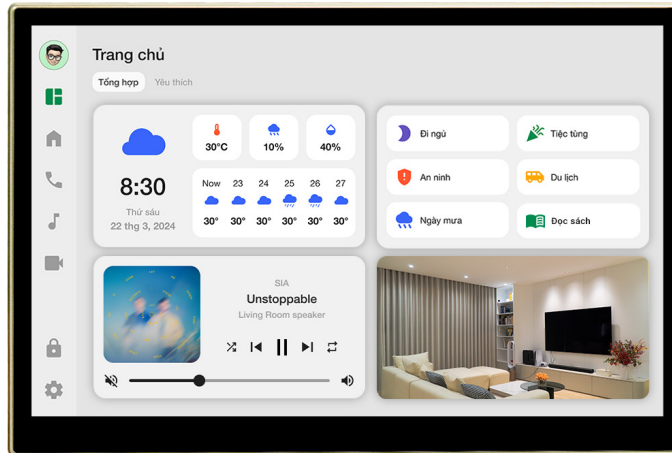 Trang chủ
Tổng hợp Yêu thích
30°C 10% 40%
8:30
Thứ sáu
22 thg 3, 2024
Now 23 24 25 26 27
30° 30° 30° 30° 30° 30°
Đi ngủ Tiệc tùng
An ninh Du lịch
Ngày mưa Đọc sách
SIA
Unstoppable
Living Room speaker